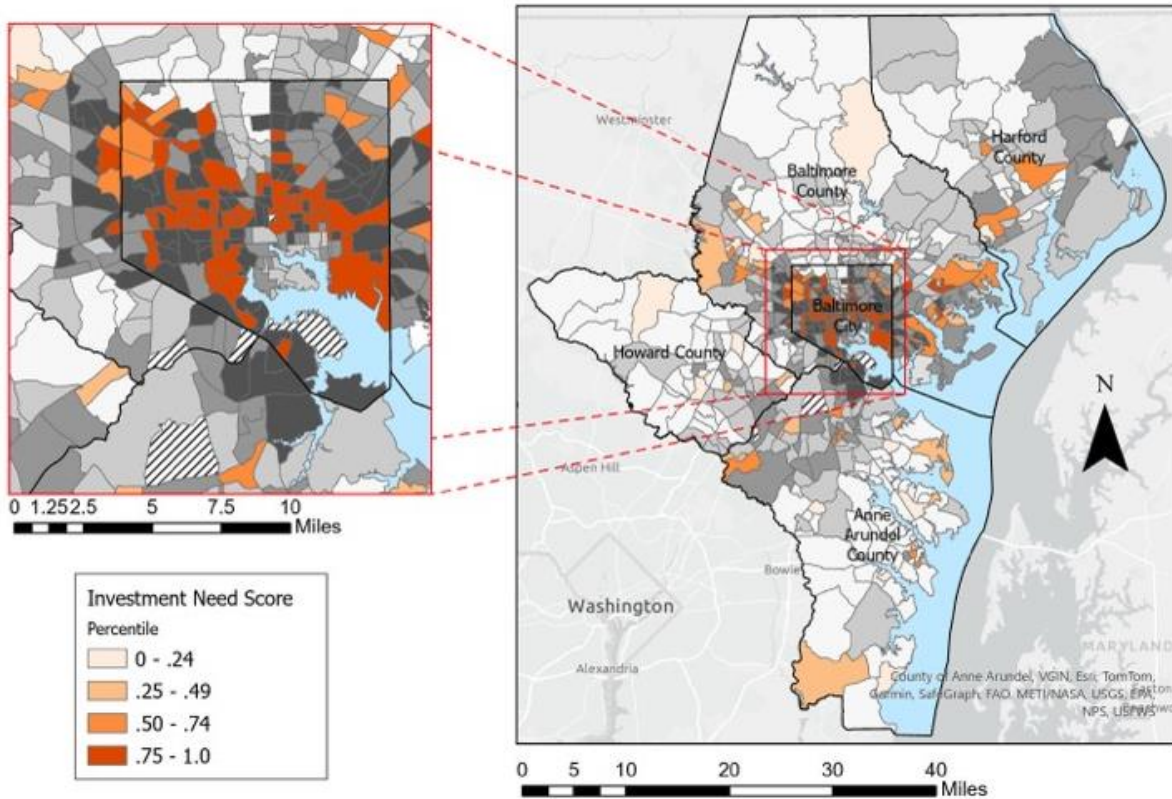 0 1.25 2.5 5 7.5 10
Miles
Investment Need Score
Percentile
0 - .24
.25 - .49
.50 - .74
.75 - 1.0
Westminster
Harford
County
Baltimore
County
Baltimore
City
Howard County
N
Aspen Hill
Anne
Arundel
County
Bowie
Washington
Alexandria
MARYLAND
County of Anne Arundel, VGIN, Esri, TomTom,
Garmin, SafeGraph, FAO, METI/NASA, USGS, EPA,
NPS, USFWS
Easton
0 5 10 20 30 40
Miles